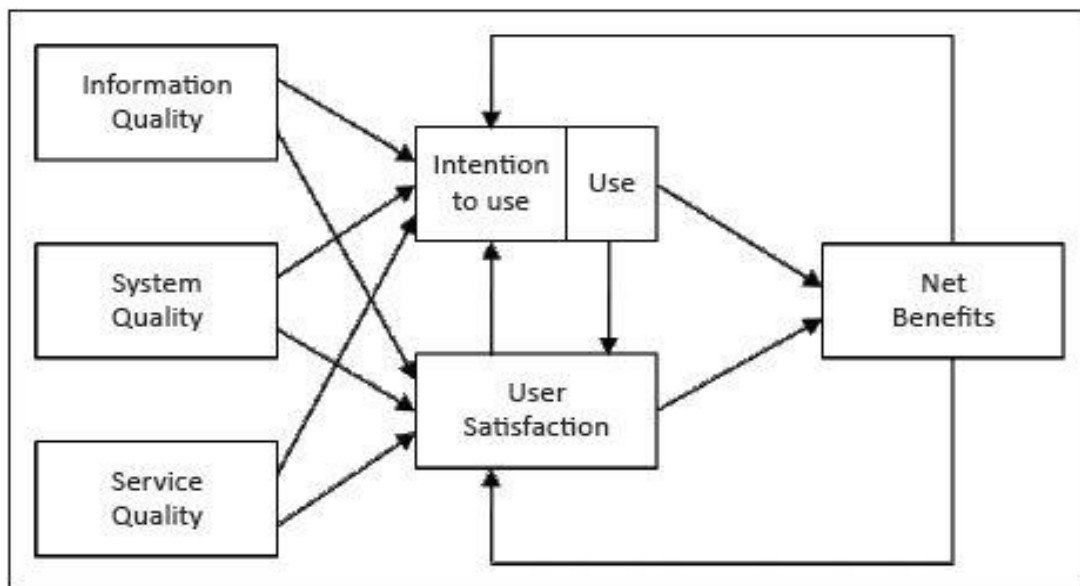 Information
Quality
System
Quality
Service
Quality
Intention
to use
Use
User
Satisfaction
Net
Benefits